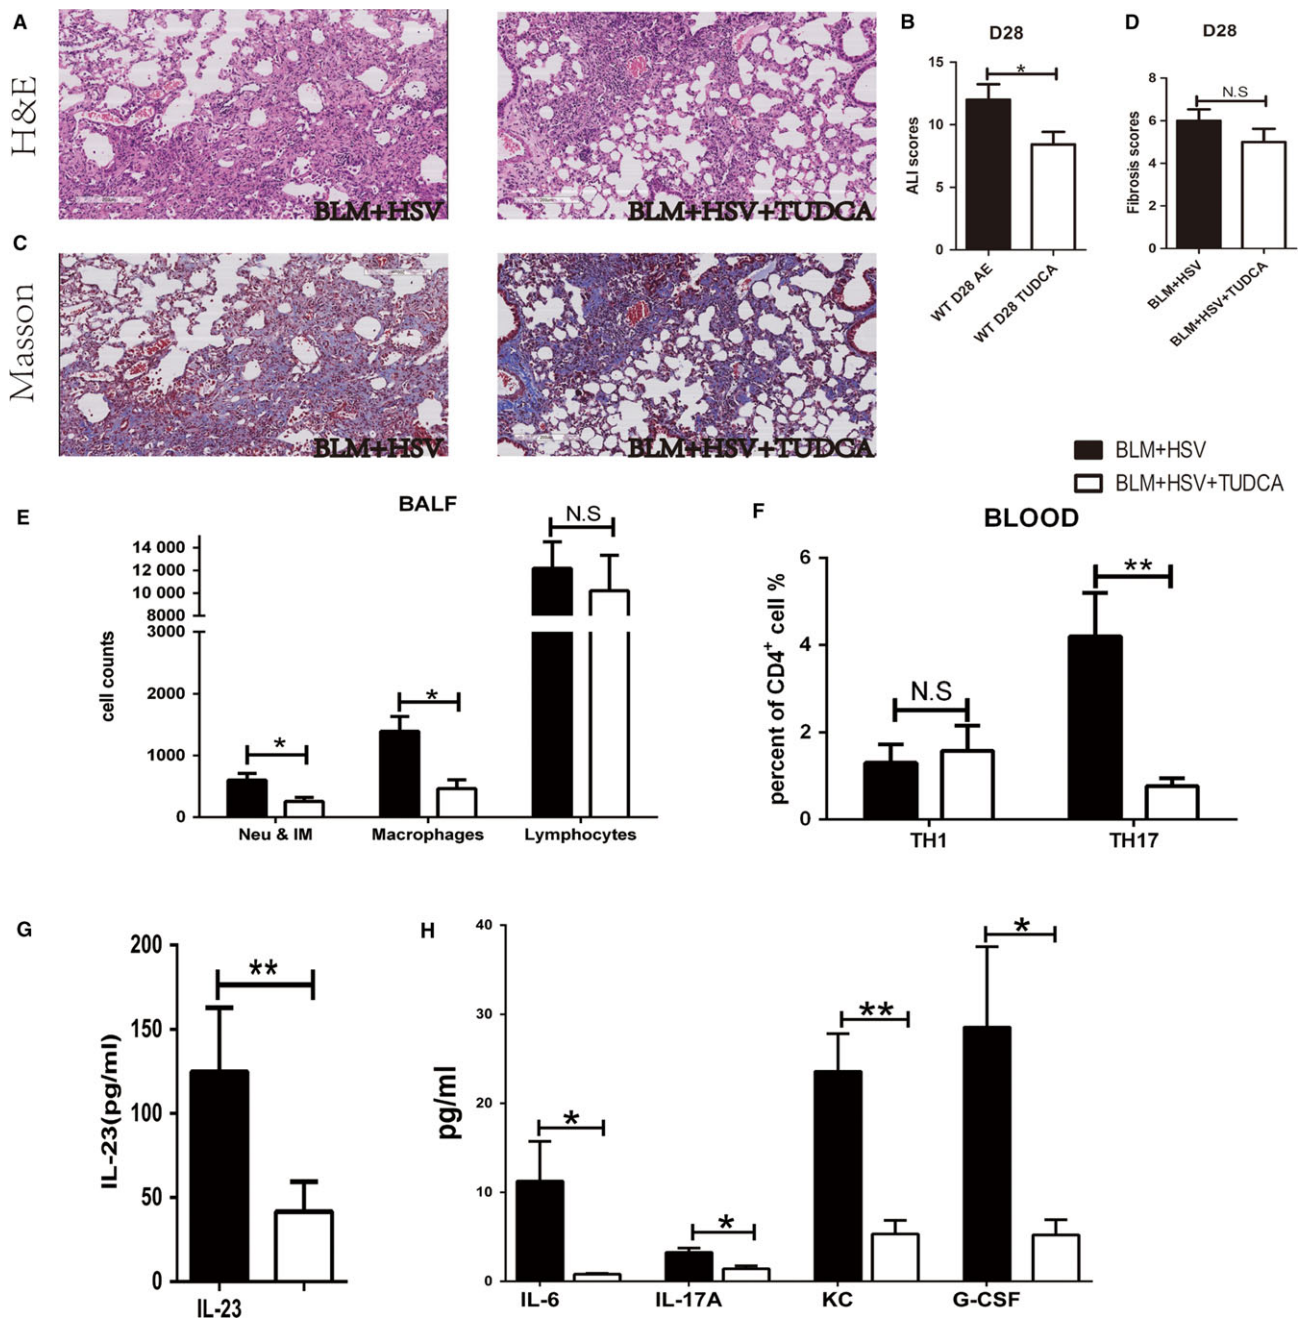 A
H&E
BLM+HSV
BLM+HSV+TUDCA
B
D28
ALI scores
15
10
5
0
*
WT D28 AE
WT D28 TUDCA
D
D28
Fibrosis scores
8
6
4
2
0
N.S
BLM+HSV
BLM+HSV+TUDCA
C
Masson
BLM+HSV
BLM+HSV+TUDCA
BLM+HSV
BLM+HSV+TUDCA
E
BALF
cell counts
14 000
12 000
10 000
8000
3000
2000
1000
0
*
*
N.S
Neu & IM
Macrophages
Lymphocytes
F
BLOOD
percent of CD4+ cell %
6
4
2
0
N.S
**
TH1
TH17
G
IL-23(pg/ml)
200
150
100
50
0
**
IL-23
H
pg/ml
40
30
20
10
0
*
*
**
*
IL-6
IL-17A
KC
G-CSF